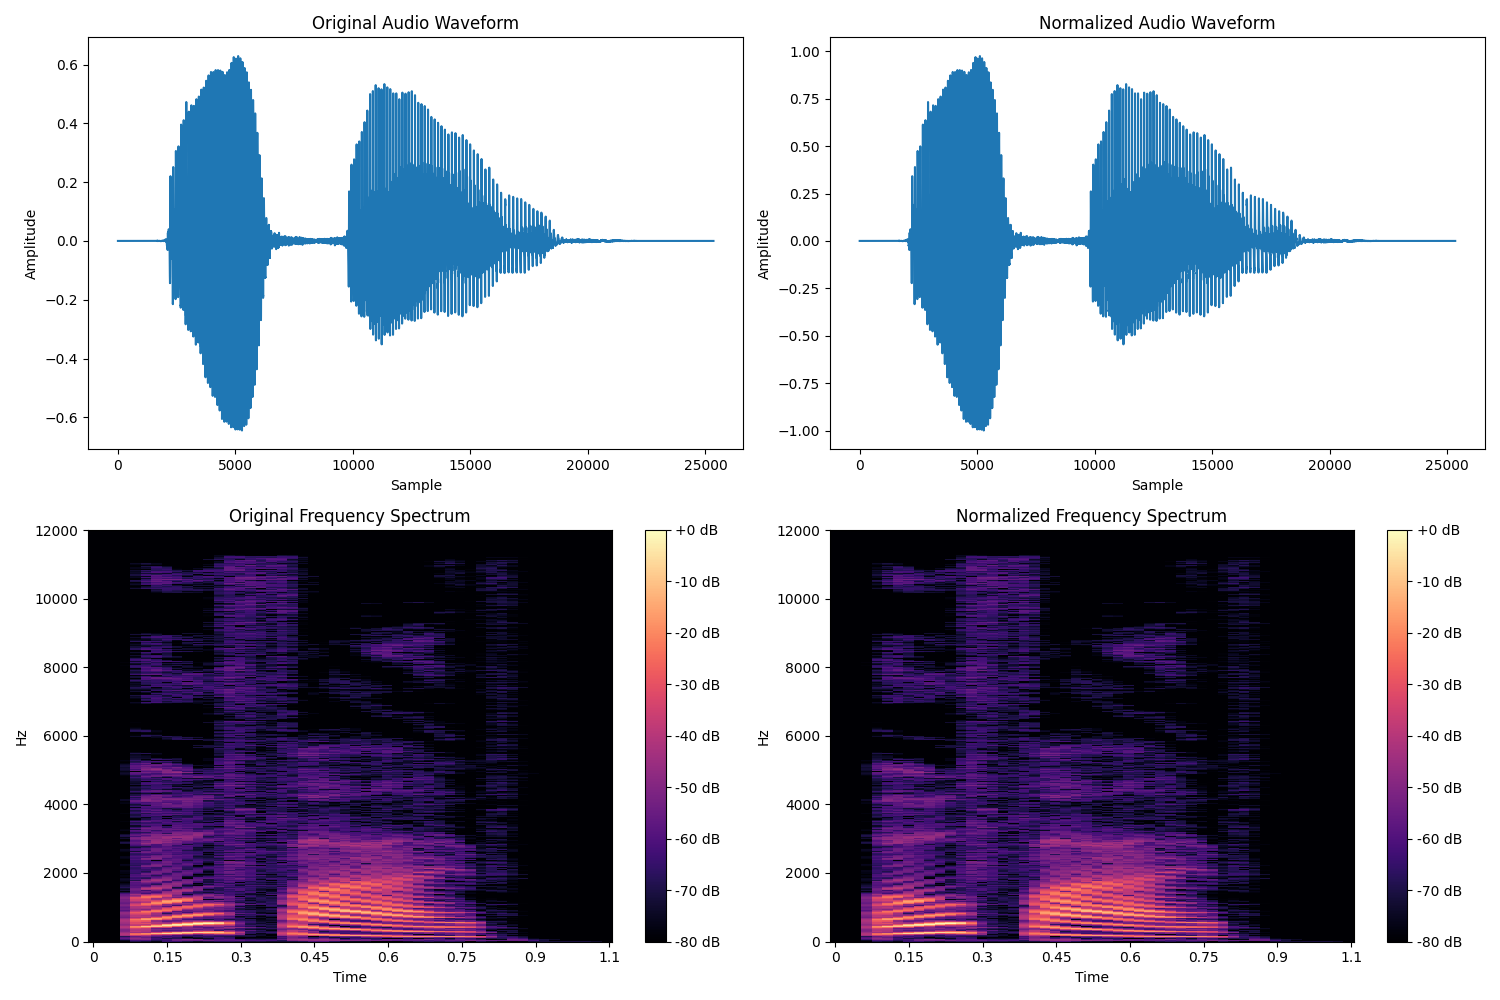 Original Audio Waveform
0.6
0.4
0.2
0.0
−0.2
−0.4
−0.6
Amplitude
0 5000 10000 15000 20000 25000
Sample
Normalized Audio Waveform
1.00
0.75
0.50
0.25
0.00
−0.25
−0.50
−0.75
−1.00
Amplitude
0 5000 10000 15000 20000 25000
Sample
Original Frequency Spectrum
12000
10000
8000
6000
4000
2000
0
Hz
0 0.15 0.3 0.45 0.6 0.75 0.9 1.1
Time
+0 dB
-10 dB
-20 dB
-30 dB
-40 dB
-50 dB
-60 dB
-70 dB
-80 dB
Normalized Frequency Spectrum
12000
10000
8000
6000
4000
2000
0
Hz
0 0.15 0.3 0.45 0.6 0.75 0.9 1.1
Time
+0 dB
-10 dB
-20 dB
-30 dB
-40 dB
-50 dB
-60 dB
-70 dB
-80 dB